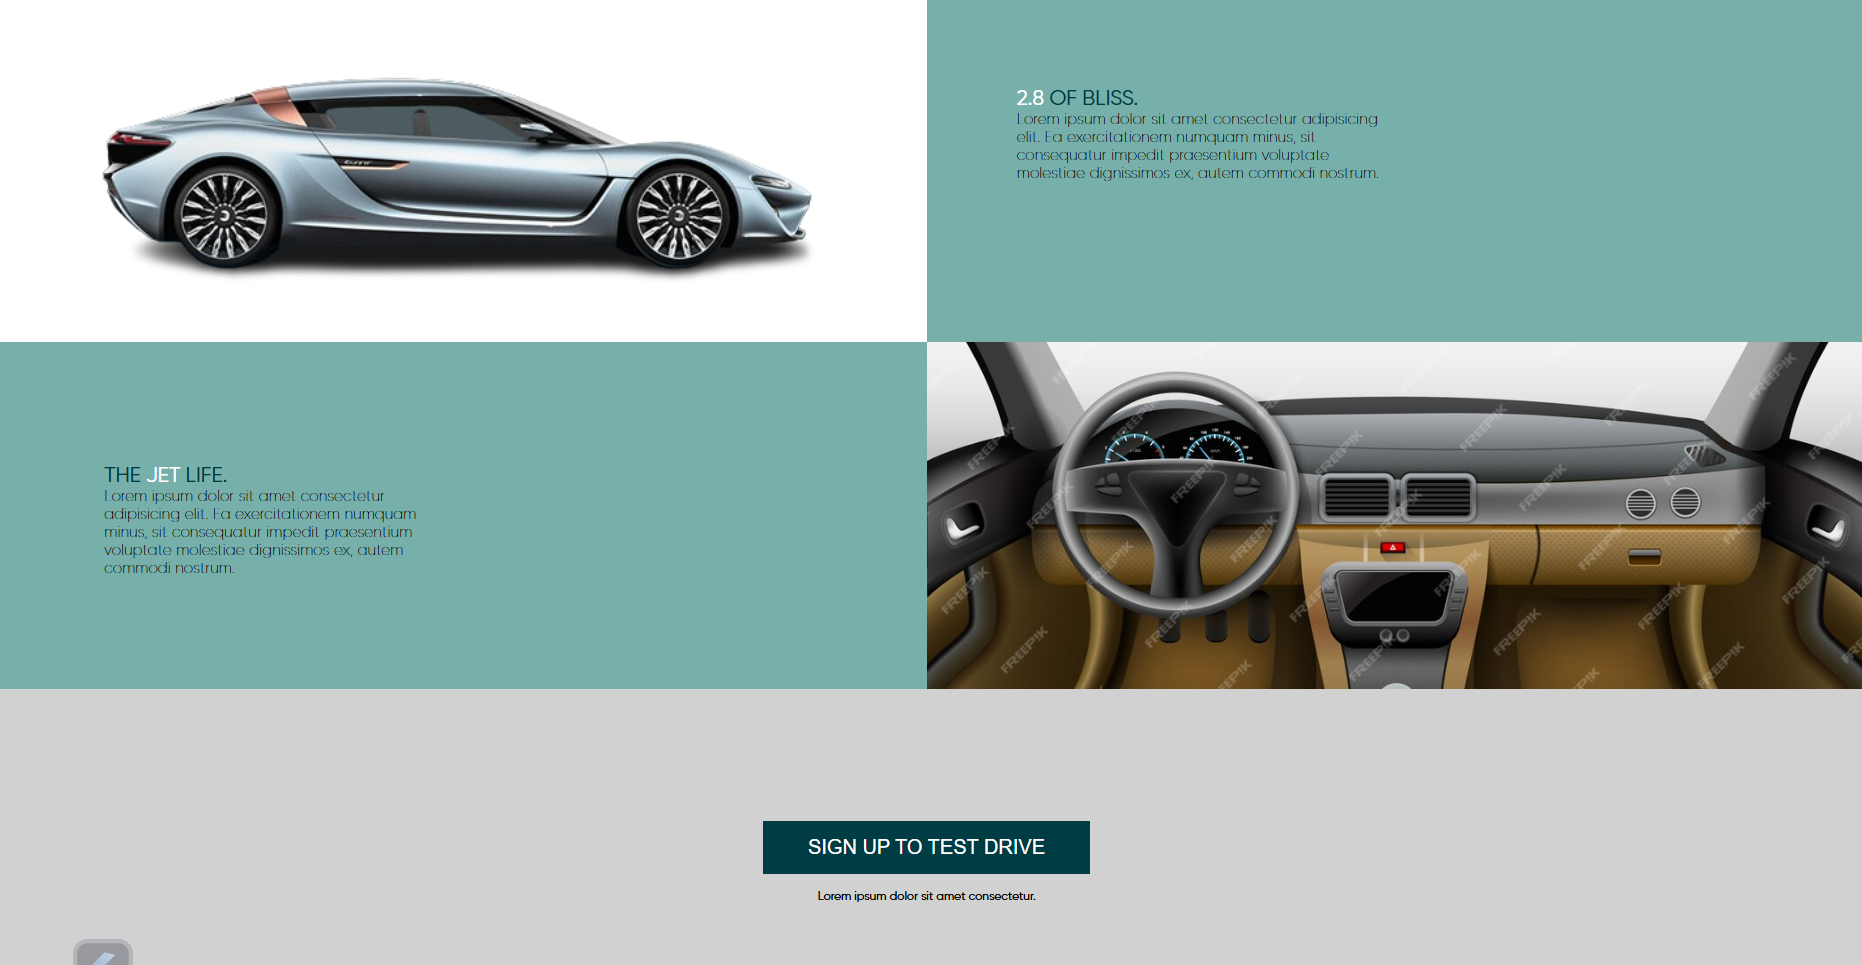 2.8 OF BLISS.
Lorem ipsum dolor sit amet consectetur adipisicing
elit. Ea exercitationem numquam minus, sit
consequatur impedit praesentium voluptate
molestiae dignissimos ex, autem commodi nostrum.
THE JET LIFE.
Lorem ipsum dolor sit amet consectetur
adipisicing elit. Ea exercitationem numquam
minus, sit consequatur impedit praesentium
voluptate molestiae dignissimos ex, autem
commodi nostrum.
FREEPIK
SIGN UP TO TEST DRIVE
Lorem ipsum dolor sit amet consectetur.